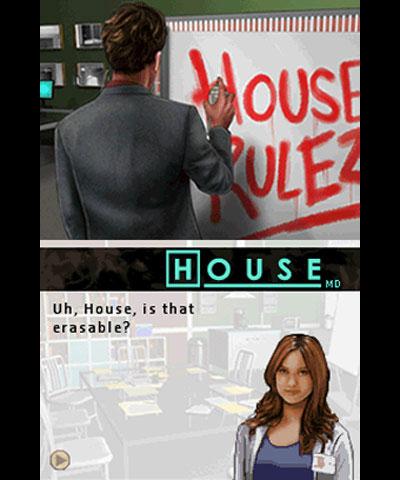 HOUSE
RULEZ
HOUSE MD
Uh, House, is that
erasable?